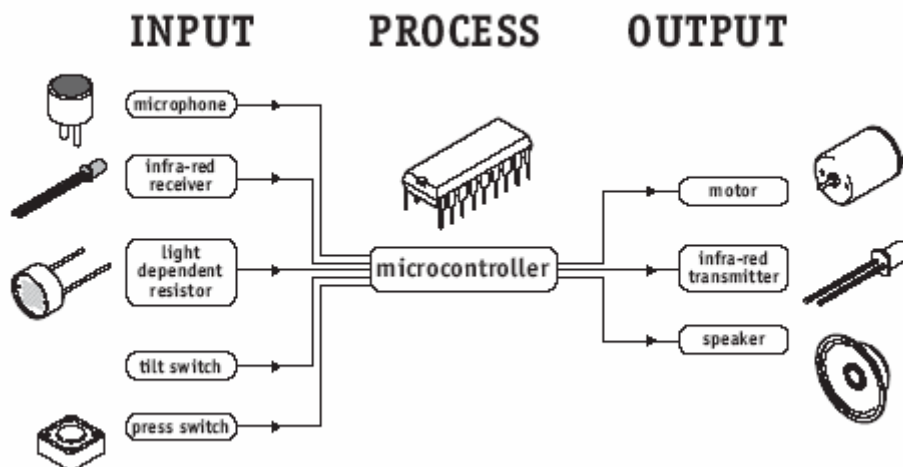 INPUT PROCESS OUTPUT
microphone
infra-red
receiver
light
dependent
resistor
tilt switch
press switch
microcontroller
motor
infra-red
transmitter
speaker